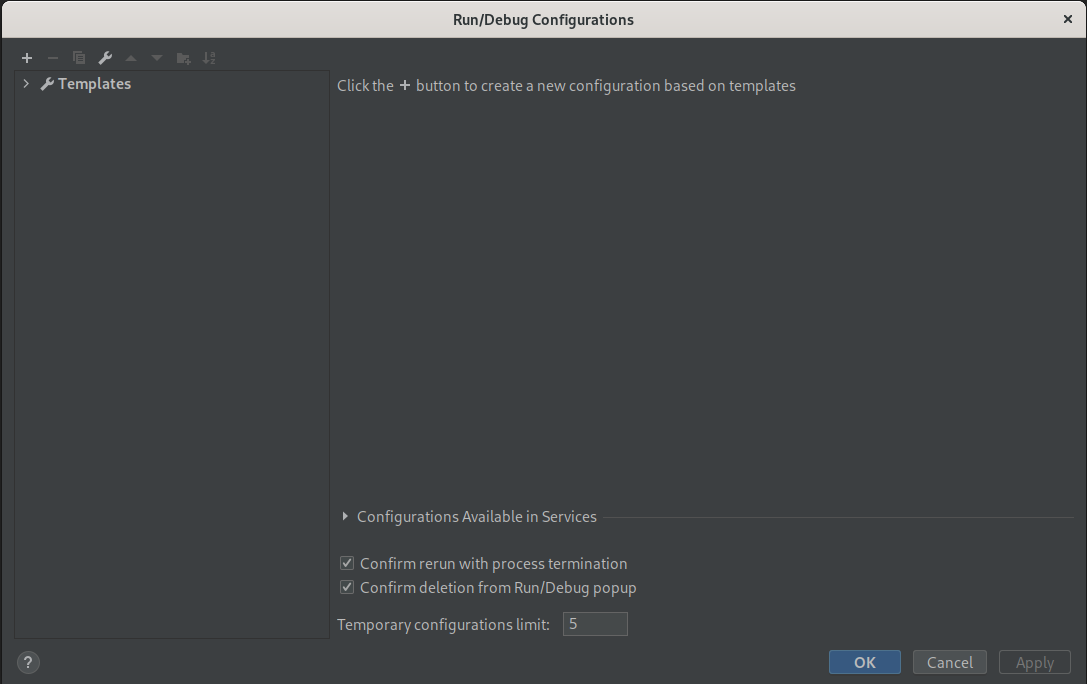 Run/Debug Configurations
Templates
Click the + button to create a new configuration based on templates
Configurations Available in Services
Confirm rerun with process termination
Confirm deletion from Run/Debug popup
Temporary configurations limit: 5
? OK Cancel Apply